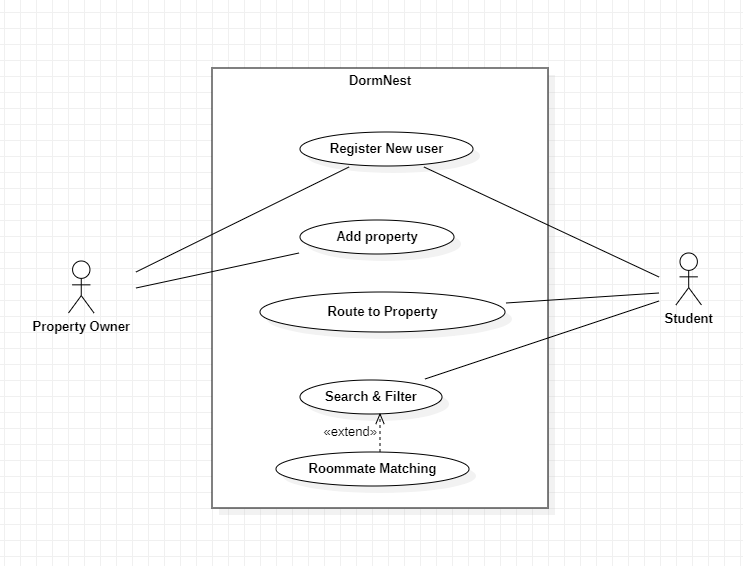 DormNest
Register New user
Add property
Property Owner
Route to Property
Student
Search & Filter
«extend»
Roommate Matching